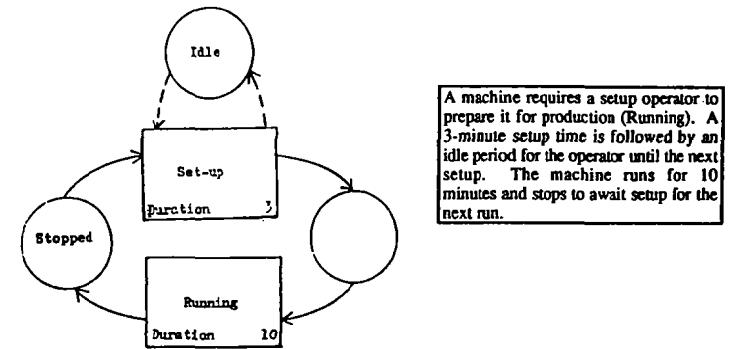 Idle
Set-up
Duration 3
Stopped
Running
Duration 10
A machine requires a setup operator to
prepare it for production (Running). A
3-minute setup time is followed by an
idle period for the operator until the next
setup. The machine runs for 10
minutes and stops to await setup for the
next run.